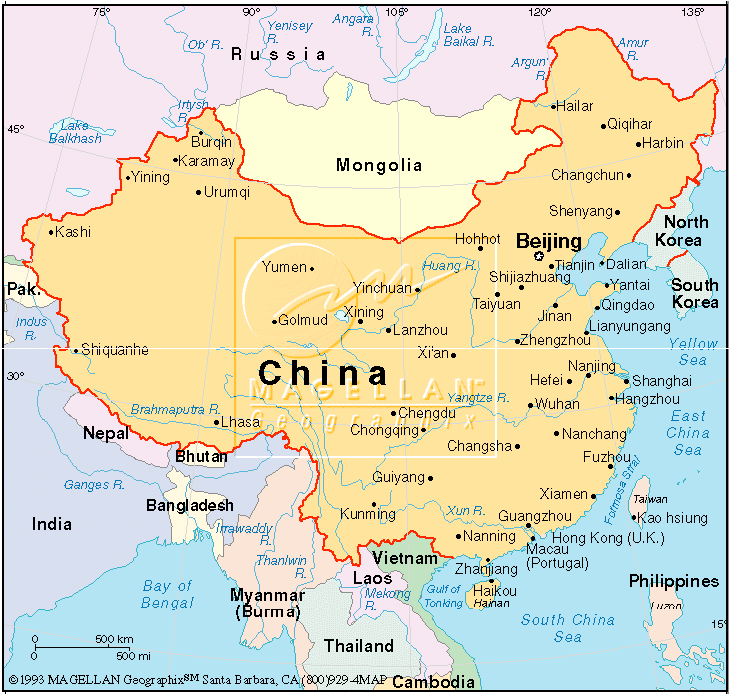 75°
90°
105°
120°
135°
Russia
Ob' R.
Yenisey
R.
Angara
R.
Lake
Baikal R.
Argun'
R.
Amur
R.
Irtysh
R.
Lake
Balkhash
45°
Burqin
Karamay
Yining
Urumqi
Kashi
Mongolia
Hailar
Qiqihar
Harbin
Changchun
Shenyang
North
Korea
Hohhot
Beijing
Tianjin
Dalian
Yumen
Huang H.
Shijiazhuang
Yantai
South
Korea
Pak.
Yinchuan
Taiyuan
Jinan
Qingdao
Golmud
Xining
Lanzhou
Zhengzhou
Lianyungang
Indus
R.
Shiquanhe
Xi'an
Yellow
Sea
China
30°
MAGELLAN
Geographix
Nanjing
Hefei
Shanghai
Hangzhou
Yangtze R.
Wuhan
Brahmaputra R.
Lhasa
Chengdu
Chongqing
East
China
Sea
Nepal
Bhutan
Changsha
Nanchang
Fuzhou
Ganges R.
Guiyang
Formosa Strait
Xiamen
Taiwan
Bangladesh
Kunming
Xun R.
Guangzhou
Kao hsiung
India
Irrawaddy
R.
Nanning
Hong Kong (U.K.)
Macau
(Portugal)
Thanlwin
R.
Vietnam
Zhanjiang
Laos
Haikou
Hainan
Philippines
Luzon
Bay of
Bengal
Myanmar
(Burma)
Mekong
R.
Gulf of
Tonking
South China
Sea
15°
0
500 km
500 mi
Thailand
Cambodia
©1993 MAGELLAN Geographix℠ Santa Barbara, CA (800)929-4MAP